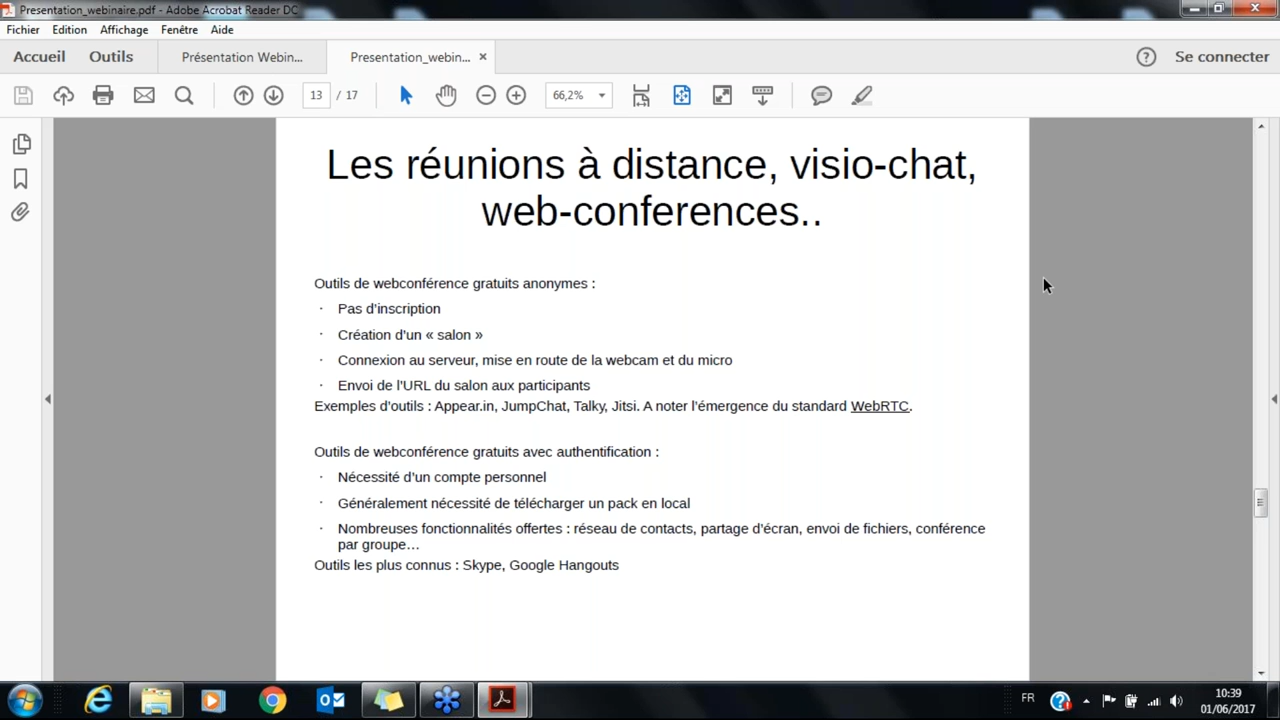 Presentation_webinaire.pdf - Adobe Acrobat Reader DC
Fichier Edition Affichage Fenêtre Aide
Accueil Outils Présentation Webin... Presentation_webin... Se connecter
13 / 17 66,2%
Les réunions à distance, visio-chat,
web-conferences..
Outils de webconférence gratuits anonymes :
· Pas d'inscription
· Création d'un « salon »
· Connexion au serveur, mise en route de la webcam et du micro
· Envoi de l'URL du salon aux participants
Exemples d'outils : Appear.in, JumpChat, Talky, Jitsi. A noter l'émergence du standard WebRTC.
Outils de webconférence gratuits avec authentification :
· Nécessité d'un compte personnel
· Généralement nécessité de télécharger un pack en local
· Nombreuses fonctionnalités offertes : réseau de contacts, partage d'écran, envoi de fichiers, conférence
par groupe…
Outils les plus connus : Skype, Google Hangouts
FR
10:39
01/06/2017